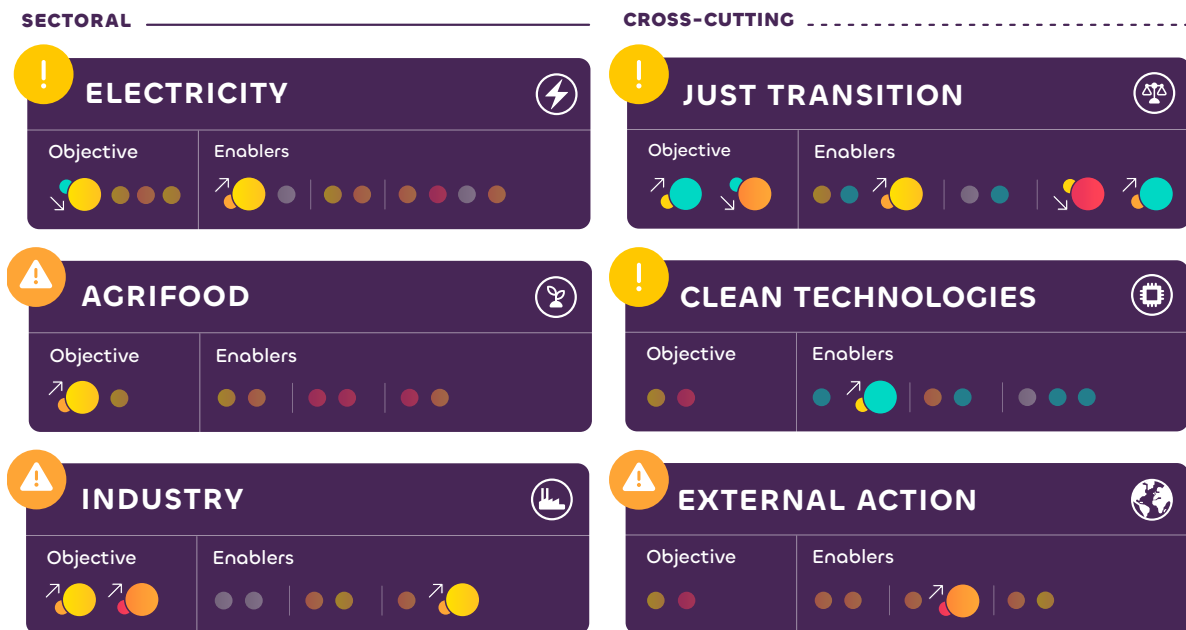 SECTORAL
ELECTRICITY
Objective
Enablers
AGRIFOOD
Objective
Enablers
INDUSTRY
Objective
Enablers
CROSS-CUTTING
JUST TRANSITION
Objective
Enablers
CLEAN TECHNOLOGIES
Objective
Enablers
EXTERNAL ACTION
Objective
Enablers